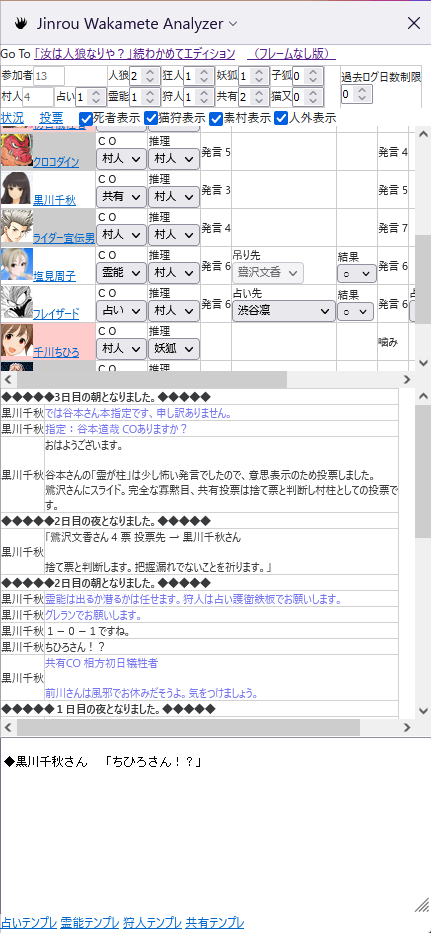 Jinrou Wakamete Analyzer
Go To 「汝は人狼なりや？」続わかめてエディション （フレームなし版）
参加者 13 人狼 2 狂人 1 妖狐 1 子狐 0 過去ログ日数制限
村人 4 占い 1 霊能 1 狩人 1 共有 2 猫又 0 0
状況 投票 死者表示 猫狩表示 素村表示 人外表示
ＣＯ 推理
クロコダイン 村人 村人 発言 5 発言 4
ＣＯ 推理
黒川千秋 共有 村人 発言 3 発言 5
ＣＯ 推理
ライダー宣伝男 村人 村人 発言 4 発言 7
ＣＯ 推理 吊り先 結果
塩見周子 霊能 村人 発言 6 鷺沢文香 ○ 発言 6
ＣＯ 推理 占い先 結果
フレイザード 占い 村人 発言 6 渋谷凛 ○ 発言 6
ＣＯ 推理
千川ちひろ 村人 妖狐 噛み
ＣＯ 推理
◆◆◆◆◆3日目の朝となりました。◆◆◆◆◆
黒川千秋 では谷本さん本指定です、申し訳ありません。
黒川千秋 指定：谷本道哉 COありますか？
おはようございます。
黒川千秋 谷本さんの「霊が柱」は少し怖い発言でしたので、意思表示のため投票しました。
鷺沢さんにスライド。完全な寡黙目、共有投票は捨て票と判断し村柱としての投票で
す。
◆◆◆◆◆2日目の夜となりました。◆◆◆◆◆
「鷺沢文香さん 4 票 投票先 → 黒川千秋さん
黒川千秋
捨て票と判断します。把握漏れでないことを祈ります。」
◆◆◆◆◆2日目の朝となりました。◆◆◆◆◆
黒川千秋 霊能は出るか潜るかは任せます。狩人は占い護衛鉄板でお願いします。
黒川千秋 グレランでお願いします。
黒川千秋 １－０－１ですね。
黒川千秋 ちひろさん！？
共有CO 相方初日犠牲者
黒川千秋
前川さんは風邪でお休みだそうよ。気をつけましょう。
◆◆◆◆◆１日目の夜となりました。◆◆◆◆◆
◆黒川千秋さん 「ちひろさん！？」
占いテンプレ 霊能テンプレ 狩人テンプレ 共有テンプレ